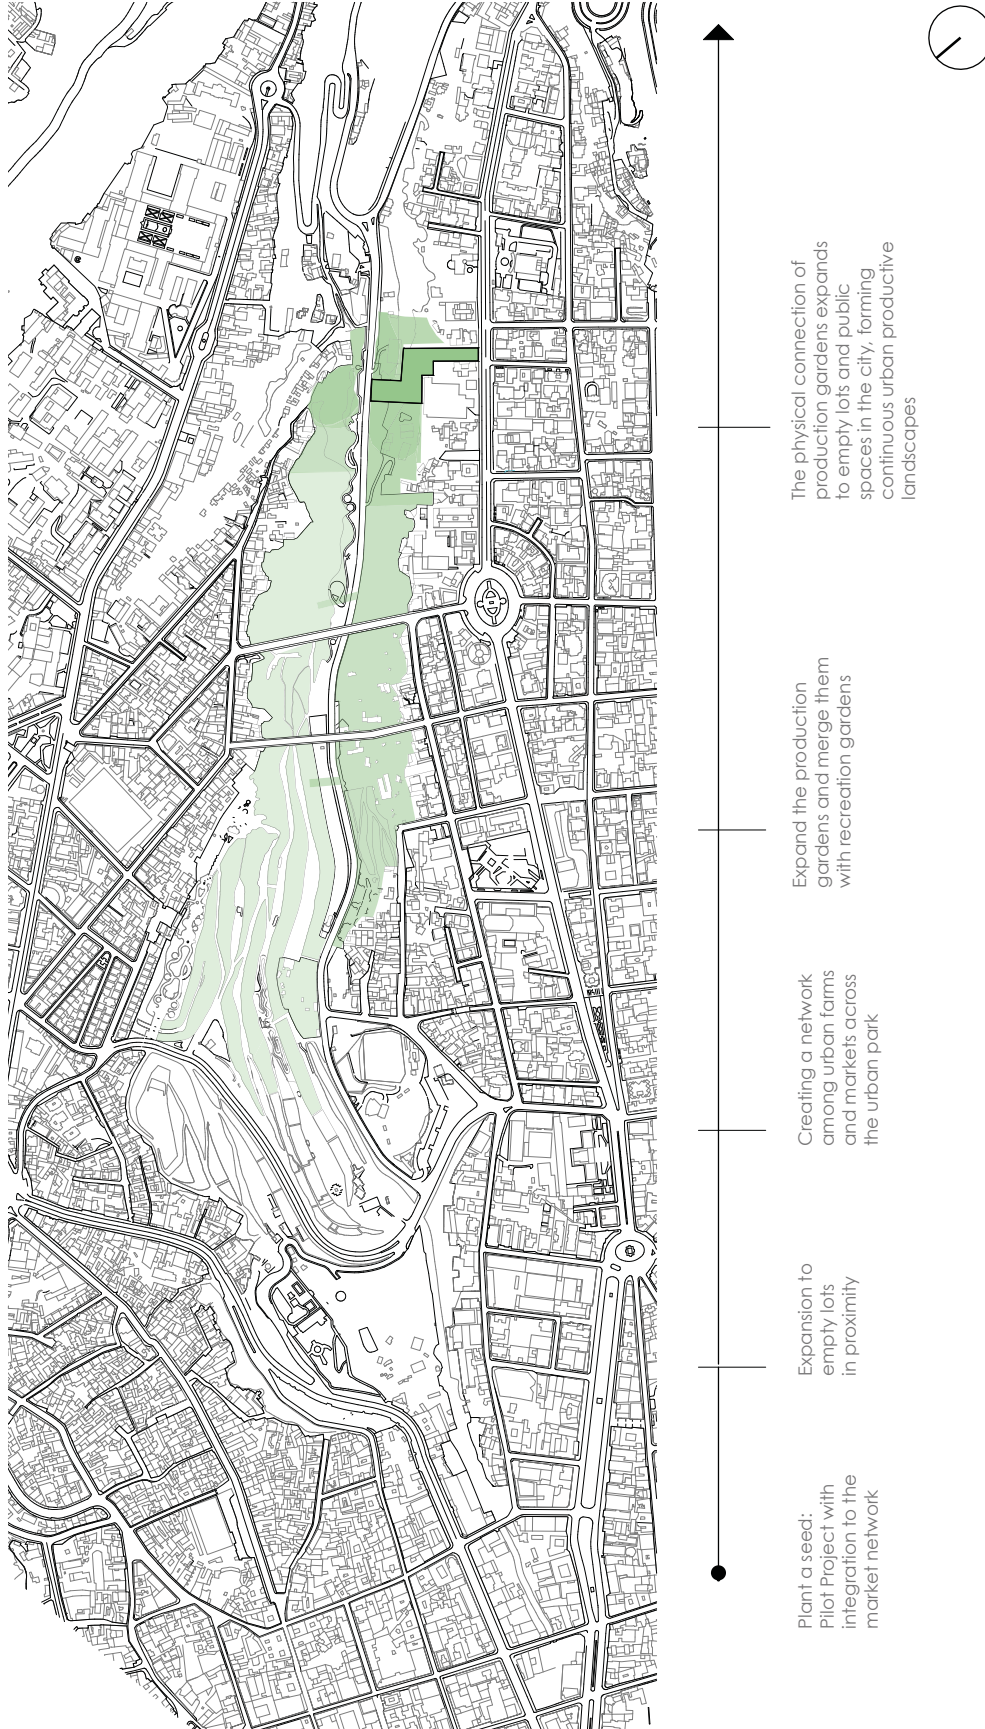 Plant a seed:
Pilot Project with
integration to the
market network
Expansion to
empty lots
in proximity
Creating a network
among urban farms
and markets across
the urban park
Expand the production
gardens and merge them
with recreation gardens
The physical connection of
production gardens expands
to empty lots and public
spaces in the city, forming
continuous urban productive
landscapes